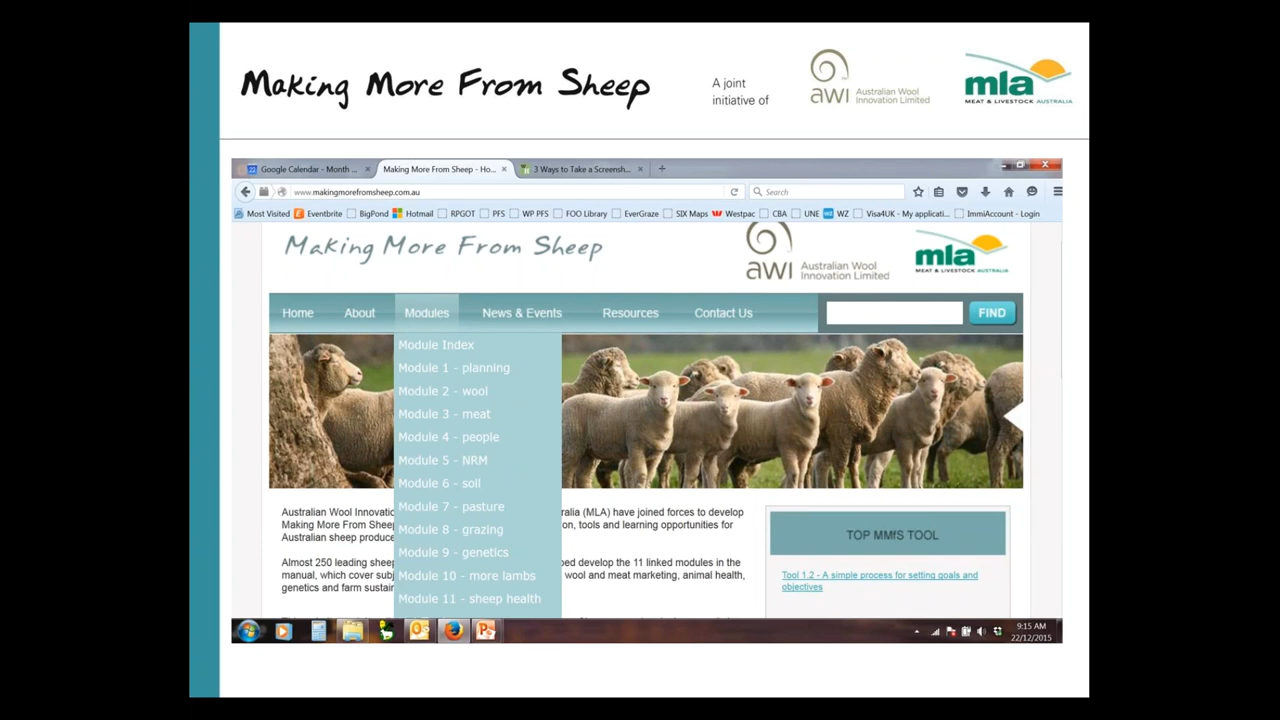 Making More From Sheep
A joint
initiative of
AWI Australian Wool
Innovation Limited
mla
MEAT & LIVESTOCK AUSTRALIA
Google Calendar - Month ...
Making More From Sheep - Ho...
3 Ways to Take a Screensh...
www.makingmorefromsheep.com.au
Search
Most Visited Eventbrite BigPond Hotmail RPGOT PFS WP PFS FOO Library EverGraze SIX Maps Westpac CBA UNE WZ Visa4UK - My applicati... ImmiAccount - Login
Making More From Sheep
AWI Australian Wool
Innovation Limited
mla
MEAT & LIVESTOCK AUSTRALIA
Home About Modules News & Events Resources Contact Us FIND
Module Index
Module 1 - planning
Module 2 - wool
Module 3 - meat
Module 4 - people
Module 5 - NRM
Module 6 - soil
Module 7 - pasture
Module 8 - grazing
Module 9 - genetics
Module 10 - more lambs
Module 11 - sheep health
Australian Wool Innovatio ralia (MLA) have joined forces to develop
Making More From Sheep on, tools and learning opportunities for
Australian sheep produce
Almost 250 leading sheep ped develop the 11 linked modules in the
manual, which cover subj wool and meat marketing, animal health,
genetics and farm sustain
TOP MMfS TOOL
Tool 1.2 - A simple process for setting goals and
objectives
9:15 AM
22/12/2015